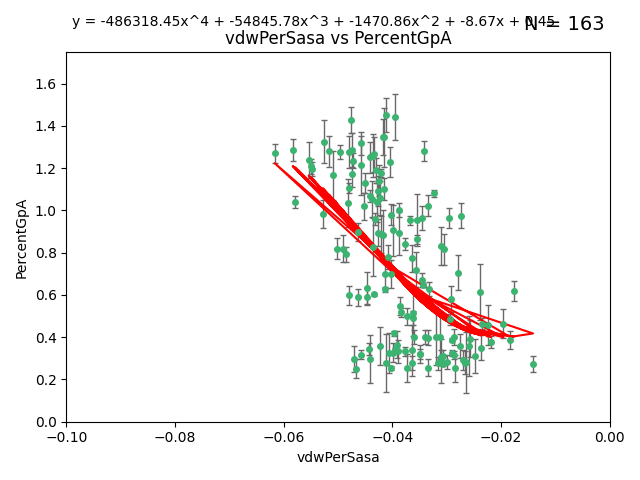 y = -486318.45x^4 + -54845.78x^3 + -1470.86x^2 + -8.67x + 0.45
N = 163
vdwPerSasa vs PercentGpA
PercentGpA
1.6
1.4
1.2
1.0
0.8
0.6
0.4
0.2
0.0
-0.10 -0.08 -0.06 -0.04 -0.02 0.00
vdwPerSasa